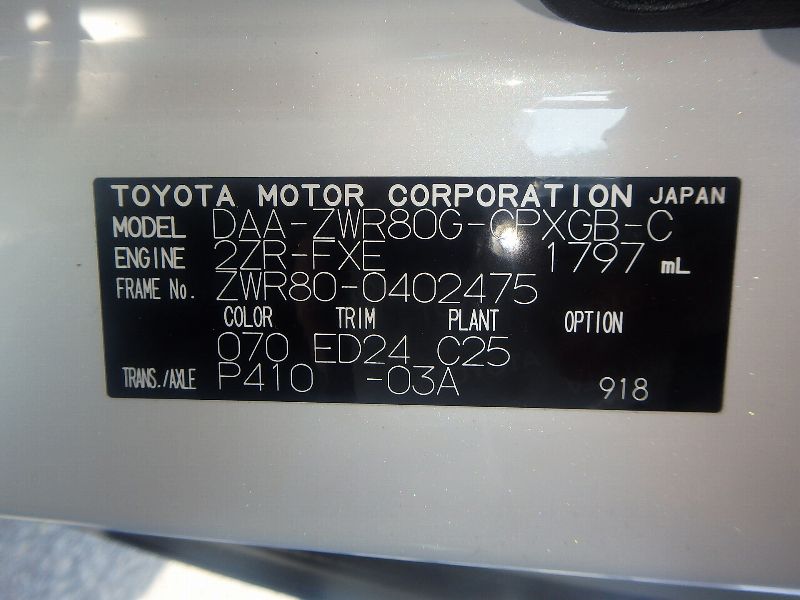 TOYOTA MOTOR CORPORATION JAPAN
MODEL DAA-ZWR80G-GPXGB-C
ENGINE 2ZR-FXE 1797 mL
FRAME No. ZWR80-0402475
COLOR TRIM PLANT OPTION
070 ED24 C25
TRANS./AXLE P410 -03A 918